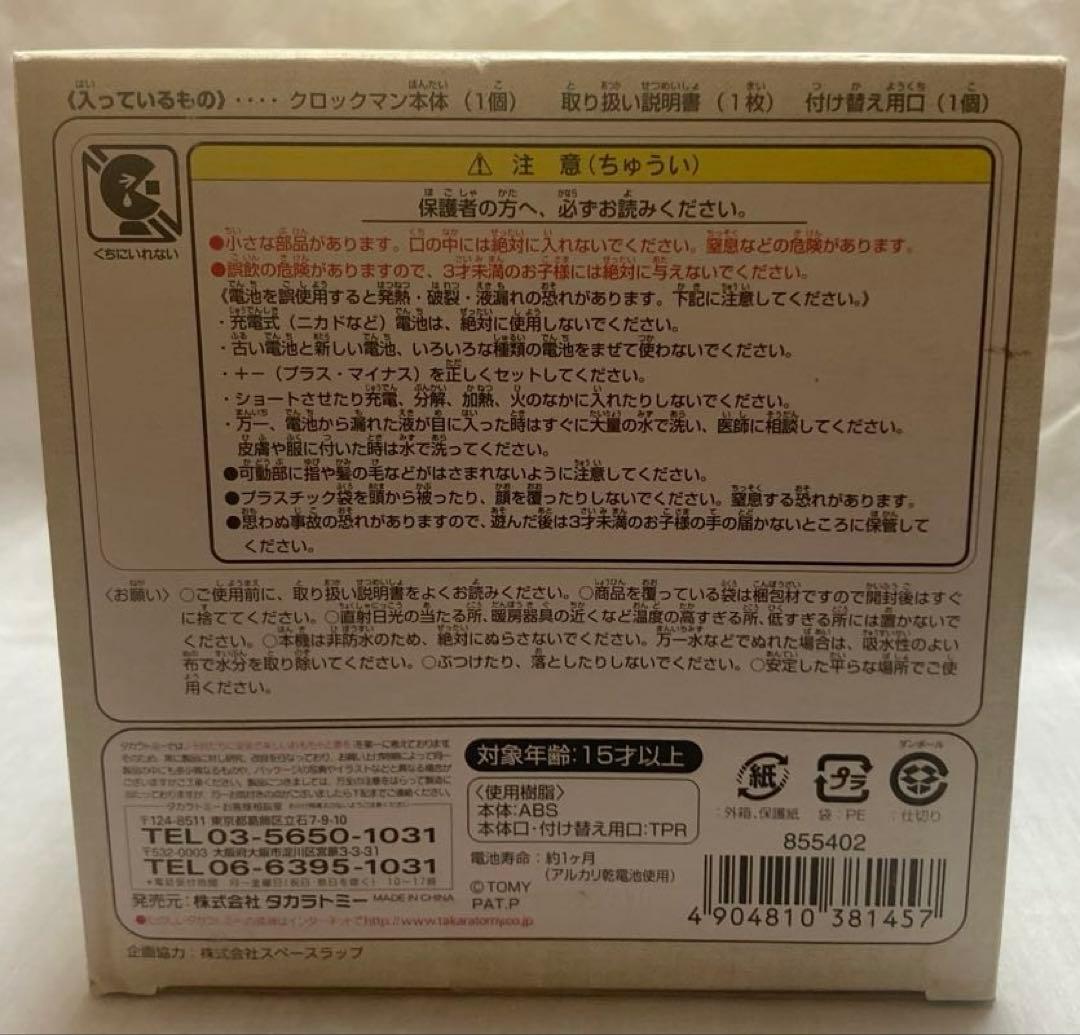 《入っているもの》････ クロックマン本体（1個） 取り扱い説明書（1枚） 付け替え用口（1個）
くちにいれない
⚠ 注 意（ちゅうい）
保護者の方へ、必ずお読みください。
●小さな部品があります。口の中には絶対に入れないでください。窒息などの危険があります。
●誤飲の危険がありますので、3才未満のお子様には絶対に与えないでください。
《電池を誤使用すると発熱・破裂・液漏れの恐れがあります。下記に注意してください。》
・充電式（ニカドなど）電池は、絶対に使用しないでください。
・古い電池と新しい電池、いろいろな種類の電池をまぜて使わないでください。
・＋－（プラス・マイナス）を正しくセットしてください。
・ショートさせたり充電、分解、加熱、火のなかに入れたりしないでください。
・万一、電池から漏れた液が目に入った時はすぐに大量の水で洗い、医師に相談してください。
皮膚や服に付いた時は水で洗ってください。
●可動部に指や髪の毛などがはさまれないように注意してください。
●プラスチック袋を頭から被ったり、顔を覆ったりしないでください。窒息する恐れがあります。
●思わぬ事故の恐れがありますので、遊んだ後は3才未満のお子様の手の届かないところに保管して
ください。
〈お願い〉○ご使用前に、取り扱い説明書をよくお読みください。○商品を覆っている袋は梱包材ですので開封後はすぐ
に捨ててください。○直射日光の当たる所、暖房器具の近くなど温度の高すぎる所、低すぎる所には置かないで
ください。○本機は非防水のため、絶対にぬらさないでください。万一水などでぬれた場合は、吸水性のよい
布で水分を取り除いてください。○ぶつけたり、落としたりしないでください。○安定した平らな場所でご使
用ください。
タカラトミーお客様相談室
〒124-8511 東京都葛飾区立石7-9-10
TEL 03-5650-1031
〒532-0003 大阪府大阪市淀川区宮原3-3-31
TEL 06-6395-1031
発売元：株式会社 タカラトミー MADE IN CHINA
http://www.takaratomy.co.jp
対象年齢：15才以上
〈使用樹脂〉
本体：ABS
本体口・付け替え用口：TPR
電池寿命：約1ヶ月
（アルカリ乾電池使用）
©TOMY
PAT.P
ダンボール
紙
プラ
：外箱、保護紙 袋：PE ：仕切り
855402
4 904810 381457
企画協力：株式会社スペースラップ